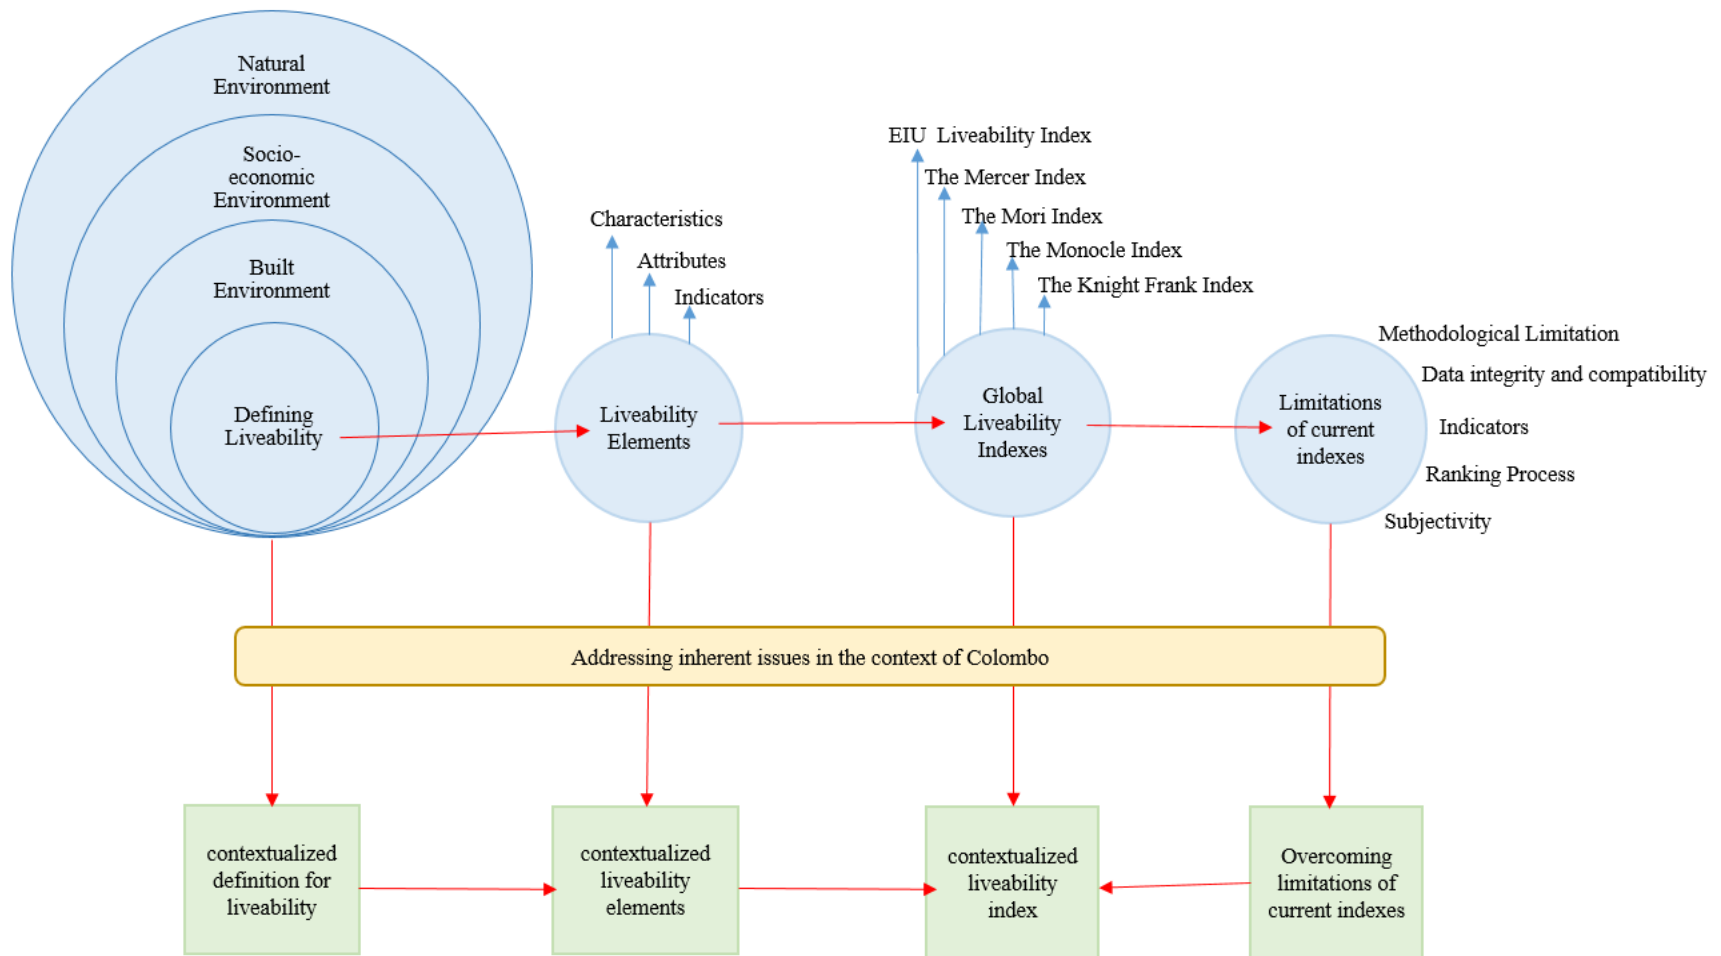 Natural
Environment
Socio-
economic
Environment
Built
Environment
Defining
Liveability
Characteristics
Attributes
Indicators
Liveability
Elements
EIU  Liveability Index
The Mercer Index
The Mori Index
The Monocle Index
The Knight Frank Index
Global
Liveability
Indexes
Limitations
of current
indexes
Methodological Limitation
Data integrity and compatibility
Indicators
Ranking Process
Subjectivity
Addressing inherent issues in the context of Colombo
contextualized
definition for
liveability
contextualized
liveability
elements
contextualized
liveability
index
Overcoming
limitations of
current indexes